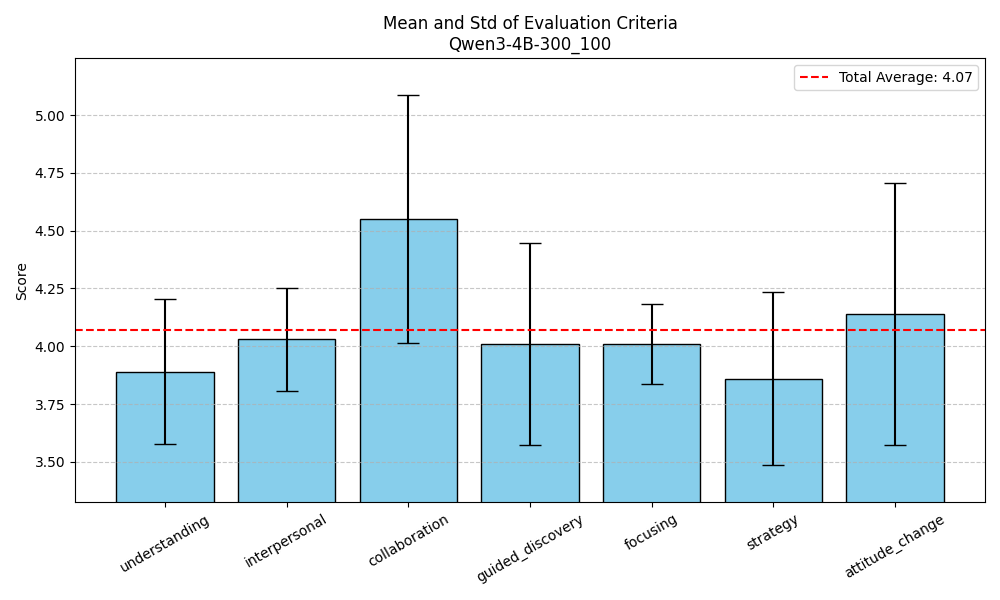 Mean and Std of Evaluation Criteria
Qwen3-4B-300_100
Total Average: 4.07
Score
5.00
4.75
4.50
4.25
4.00
3.75
3.50
understanding
interpersonal
collaboration
guided_discovery
focusing
strategy
attitude_change